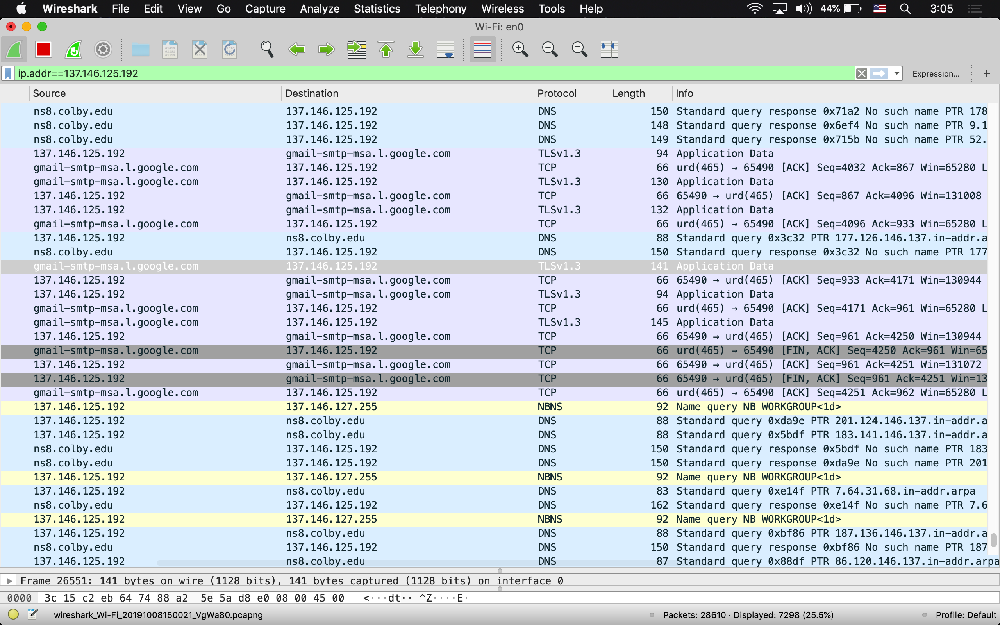 Wireshark File Edit View Go Capture Analyze Statistics Telephony Wireless Tools Help 44% 3:05
Wi-Fi: en0
ip.addr==137.146.125.192 Expression... +
Source Destination Protocol Length Info
ns8.colby.edu 137.146.125.192 DNS 150 Standard query response 0x71a2 No such name PTR 178
ns8.colby.edu 137.146.125.192 DNS 148 Standard query response 0x6ef4 No such name PTR 9.1
ns8.colby.edu 137.146.125.192 DNS 149 Standard query response 0x715b No such name PTR 52.
137.146.125.192 gmail-smtp-msa.l.google.com TLSv1.3 94 Application Data
gmail-smtp-msa.l.google.com 137.146.125.192 TCP 66 urd(465) → 65490 [ACK] Seq=4032 Ack=867 Win=65280 L
gmail-smtp-msa.l.google.com 137.146.125.192 TLSv1.3 130 Application Data
137.146.125.192 gmail-smtp-msa.l.google.com TCP 66 65490 → urd(465) [ACK] Seq=867 Ack=4096 Win=131008
137.146.125.192 gmail-smtp-msa.l.google.com TLSv1.3 132 Application Data
gmail-smtp-msa.l.google.com 137.146.125.192 TCP 66 urd(465) → 65490 [ACK] Seq=4096 Ack=933 Win=65280 L
137.146.125.192 ns8.colby.edu DNS 88 Standard query 0x3c32 PTR 177.126.146.137.in-addr.a
ns8.colby.edu 137.146.125.192 DNS 150 Standard query response 0x3c32 No such name PTR 177
gmail-smtp-msa.l.google.com 137.146.125.192 TLSv1.3 141 Application Data
137.146.125.192 gmail-smtp-msa.l.google.com TCP 66 65490 → urd(465) [ACK] Seq=933 Ack=4171 Win=130944
137.146.125.192 gmail-smtp-msa.l.google.com TLSv1.3 94 Application Data
gmail-smtp-msa.l.google.com 137.146.125.192 TCP 66 urd(465) → 65490 [ACK] Seq=4171 Ack=961 Win=65280 L
gmail-smtp-msa.l.google.com 137.146.125.192 TLSv1.3 145 Application Data
137.146.125.192 gmail-smtp-msa.l.google.com TCP 66 65490 → urd(465) [ACK] Seq=961 Ack=4250 Win=130944
gmail-smtp-msa.l.google.com 137.146.125.192 TCP 66 urd(465) → 65490 [FIN, ACK] Seq=4250 Ack=961 Win=65
137.146.125.192 gmail-smtp-msa.l.google.com TCP 66 65490 → urd(465) [ACK] Seq=961 Ack=4251 Win=131072
137.146.125.192 gmail-smtp-msa.l.google.com TCP 66 65490 → urd(465) [FIN, ACK] Seq=961 Ack=4251 Win=13
gmail-smtp-msa.l.google.com 137.146.125.192 TCP 66 urd(465) → 65490 [ACK] Seq=4251 Ack=962 Win=65280 L
137.146.125.192 137.146.127.255 NBNS 92 Name query NB WORKGROUP<1d>
137.146.125.192 ns8.colby.edu DNS 88 Standard query 0xda9e PTR 201.124.146.137.in-addr.a
137.146.125.192 ns8.colby.edu DNS 88 Standard query 0x5bdf PTR 183.141.146.137.in-addr.a
ns8.colby.edu 137.146.125.192 DNS 150 Standard query response 0x5bdf No such name PTR 183
ns8.colby.edu 137.146.125.192 DNS 150 Standard query response 0xda9e No such name PTR 201
137.146.125.192 137.146.127.255 NBNS 92 Name query NB WORKGROUP<1d>
137.146.125.192 ns8.colby.edu DNS 83 Standard query 0xe14f PTR 7.64.31.68.in-addr.arpa
ns8.colby.edu 137.146.125.192 DNS 162 Standard query response 0xe14f No such name PTR 7.6
137.146.125.192 137.146.127.255 NBNS 92 Name query NB WORKGROUP<1d>
137.146.125.192 ns8.colby.edu DNS 88 Standard query 0xbf86 PTR 187.136.146.137.in-addr.a
ns8.colby.edu 137.146.125.192 DNS 150 Standard query response 0xbf86 No such name PTR 187
137.146.125.192 ns8.colby.edu DNS 87 Standard query 0x88df PTR 86.120.146.137.in-addr.arpa
Frame 26551: 141 bytes on wire (1128 bits), 141 bytes captured (1128 bits) on interface 0
0000 3c 15 c2 eb 64 74 88 a2 5e 5a d8 e0 08 00 45 00 <···dt·· ^Z····E·
wireshark_Wi-Fi_20191008150021_VgWa80.pcapng Packets: 28610 · Displayed: 7298 (25.5%) Profile: Default